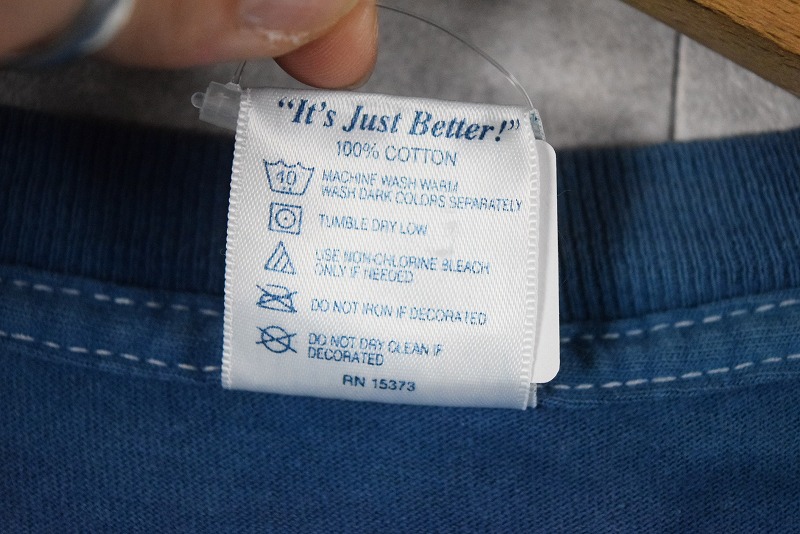 "It's Just Better!"
100% COTTON
40
MACHINE WASH WARM
WASH DARK COLORS SEPARATELY
TUMBLE DRY LOW
USE NON-CHLORINE BLEACH
ONLY IF NEEDED
DO NOT IRON IF DECORATED
DO NOT DRY CLEAN IF
DECORATED
RN 15373